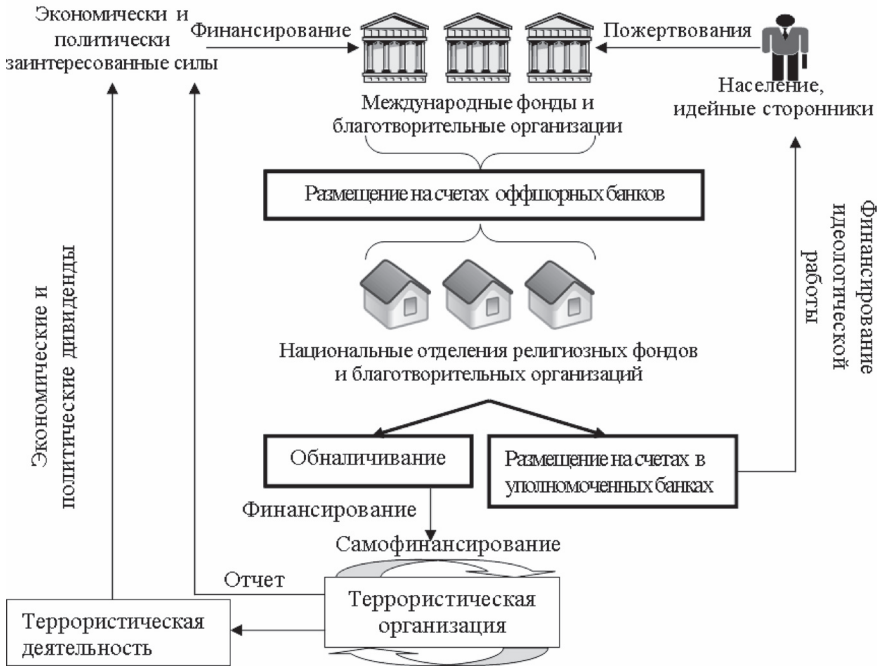 Экономически и
политически
заинтересованные силы
Финансирование
Пожертвования
Население,
идейные сторонники
Международные фонды и
благотворительные организации
Размещение на счетах оффшорных банков
Национальные отделения религиозных фондов
и благотворительных организаций
Экономические и
политические дивиденды
Финансирование
идеологической
работы
Обналичивание
Размещение на счетах в
уполномоченных банках
Финансирование
Самофинансирование
Отчет
Террористическая
организация
Террористическая
деятельность